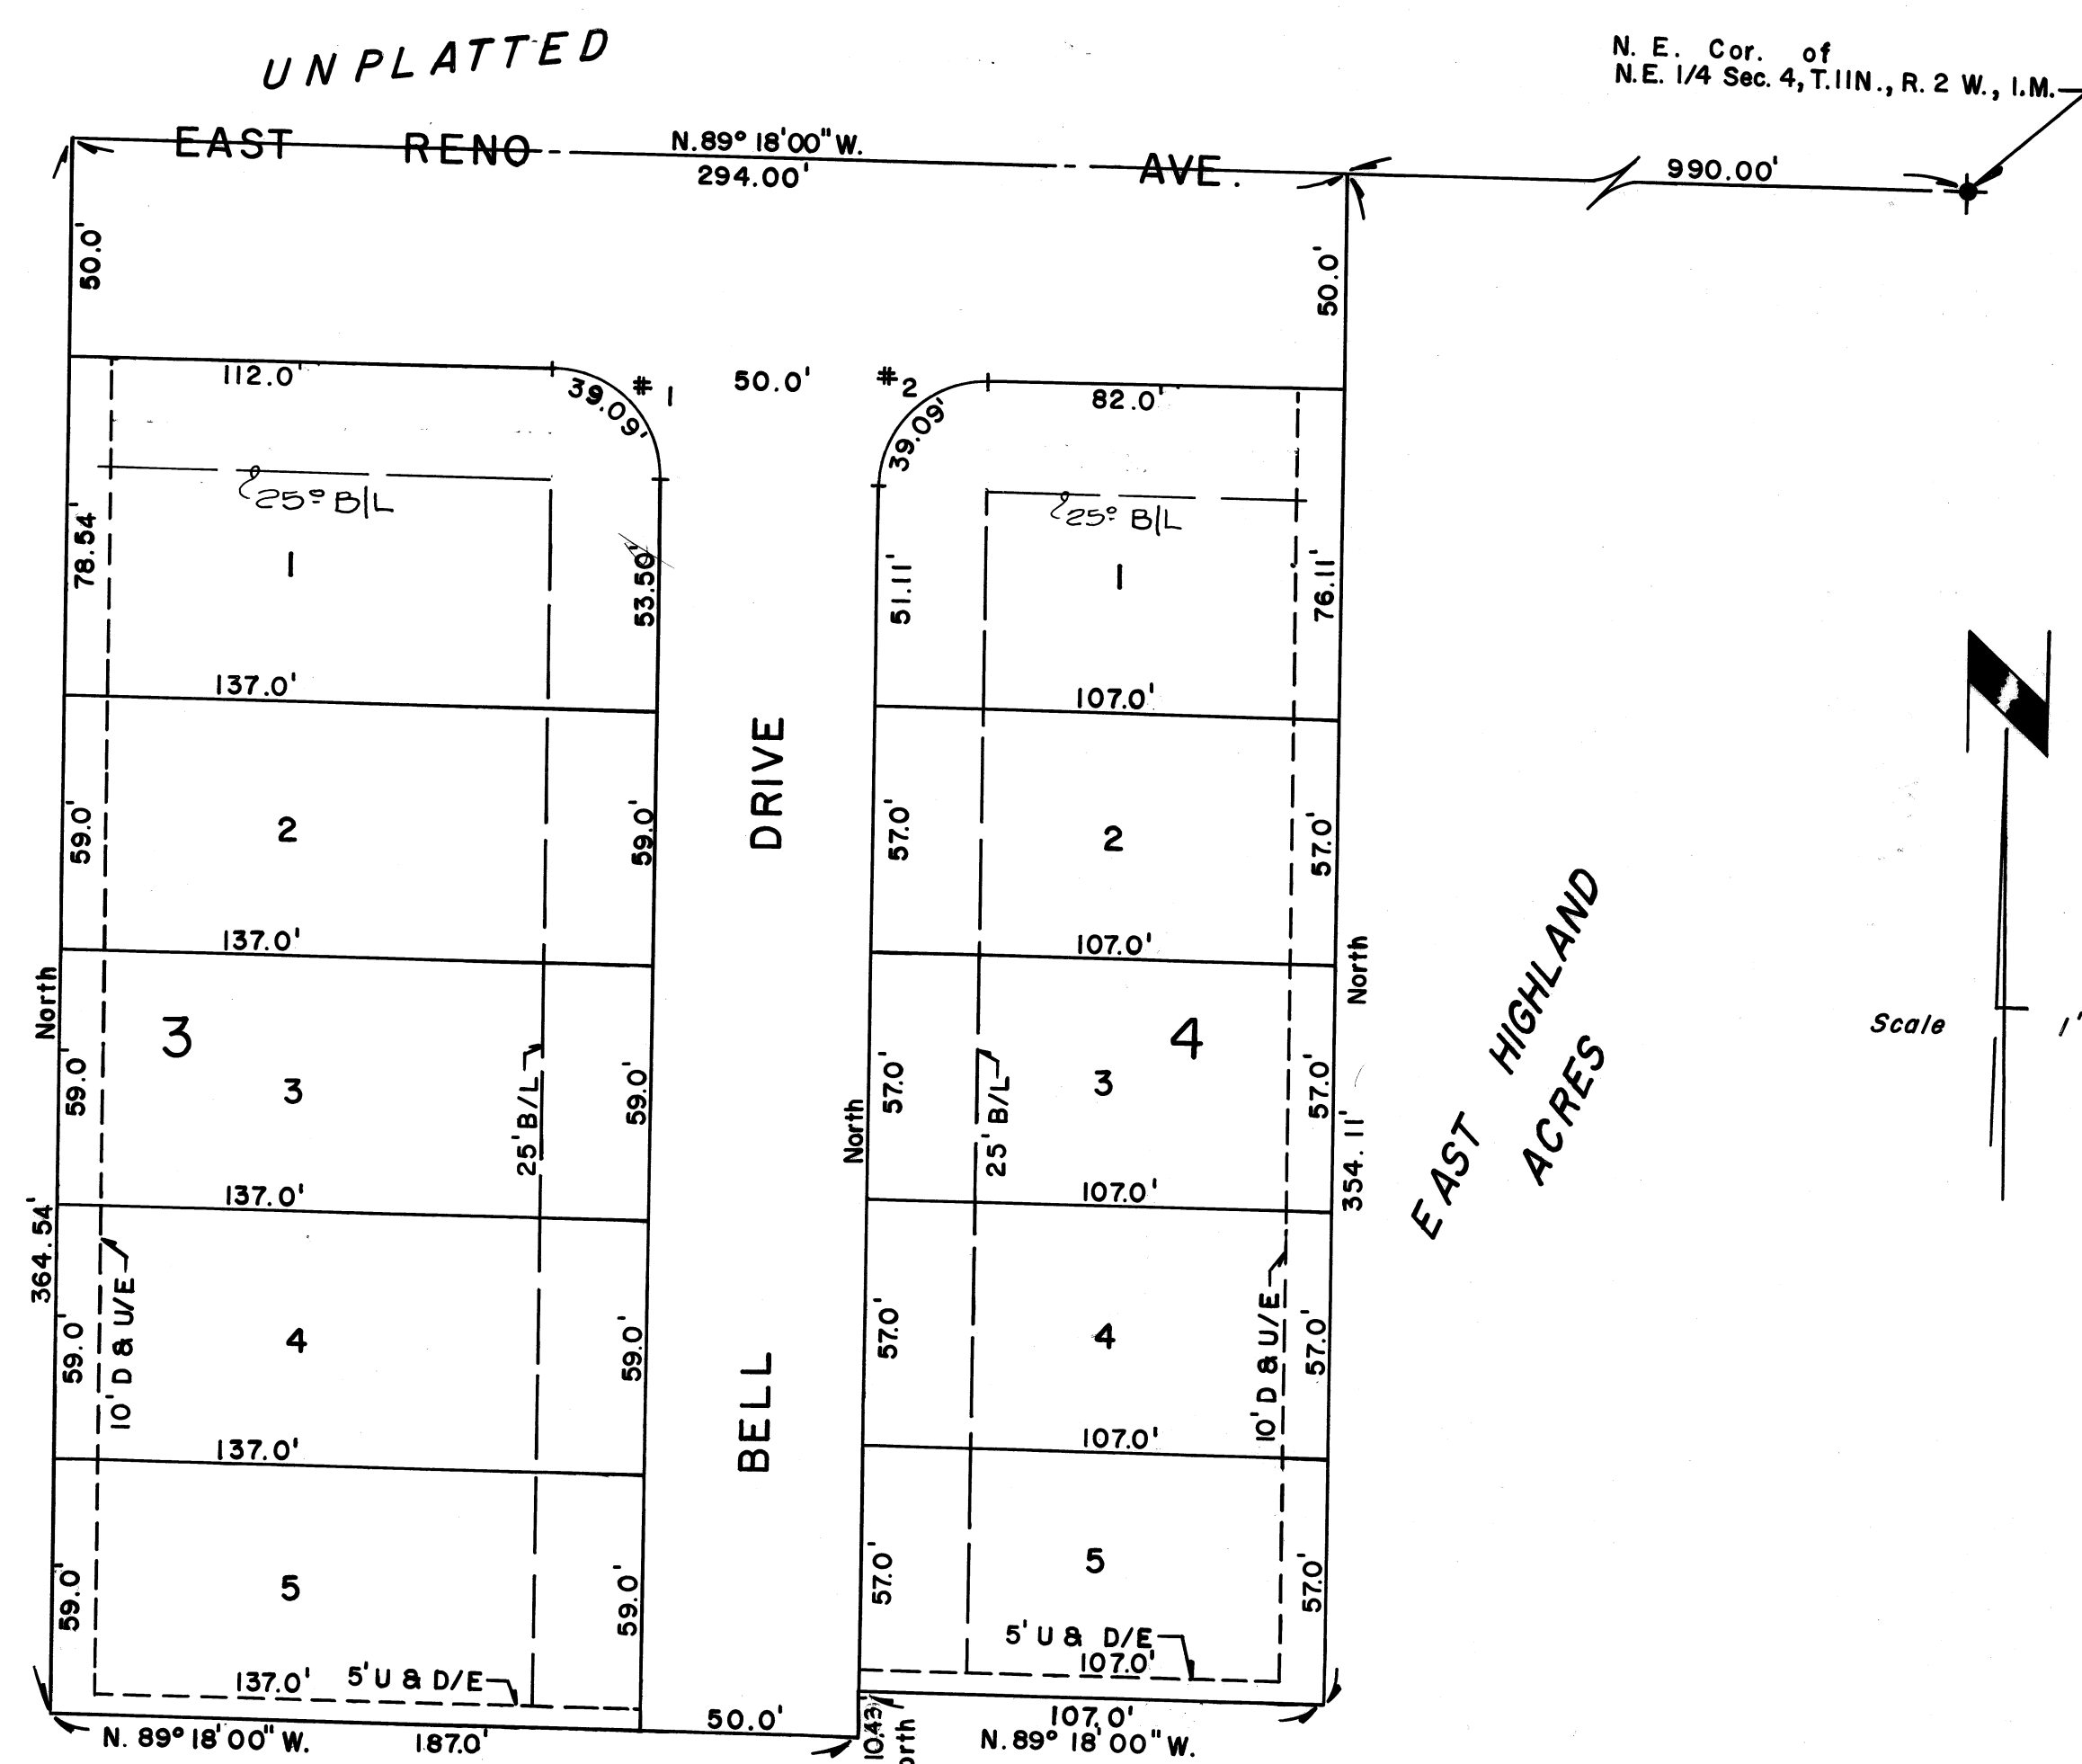 UNPLATTED
N. E. Cor. of
N.E. 1/4 Sec. 4, T.11N., R. 2 W., I.M.
EAST RENO AVE.
N.89° 18'00" W.
294.00'
990.00'
50.0'
50.0'
112.0'
39.09'
# 1
50.0'
#2
39.09'
82.0'
25° B/L
25° B/L
78.54'
1
53.50'
51.11'
1
76.11'
137.0'
107.0'
DRIVE
59.0'
2
59.0'
57.0'
2
57.0'
137.0'
107.0'
North
North
3
4
59.0'
3
25' B/L
59.0'
North
57.0'
25' B/L
3
57.0'
EAST HIGHLAND
ACRES
Scale 1'
137.0'
107.0'
364.54'
354.11'
59.0'
10' D & U/E
4
59.0'
BELL
57.0'
4
10' D & U/E
57.0'
137.0'
107.0'
59.0'
5
59.0'
57.0'
5
57.0'
137.0'
5' U & D/E
5' U & D/E
107.0'
50.0'
N. 89° 18' 00" W.
187.0'
10.43'
107.0'
N. 89° 18' 00" W.